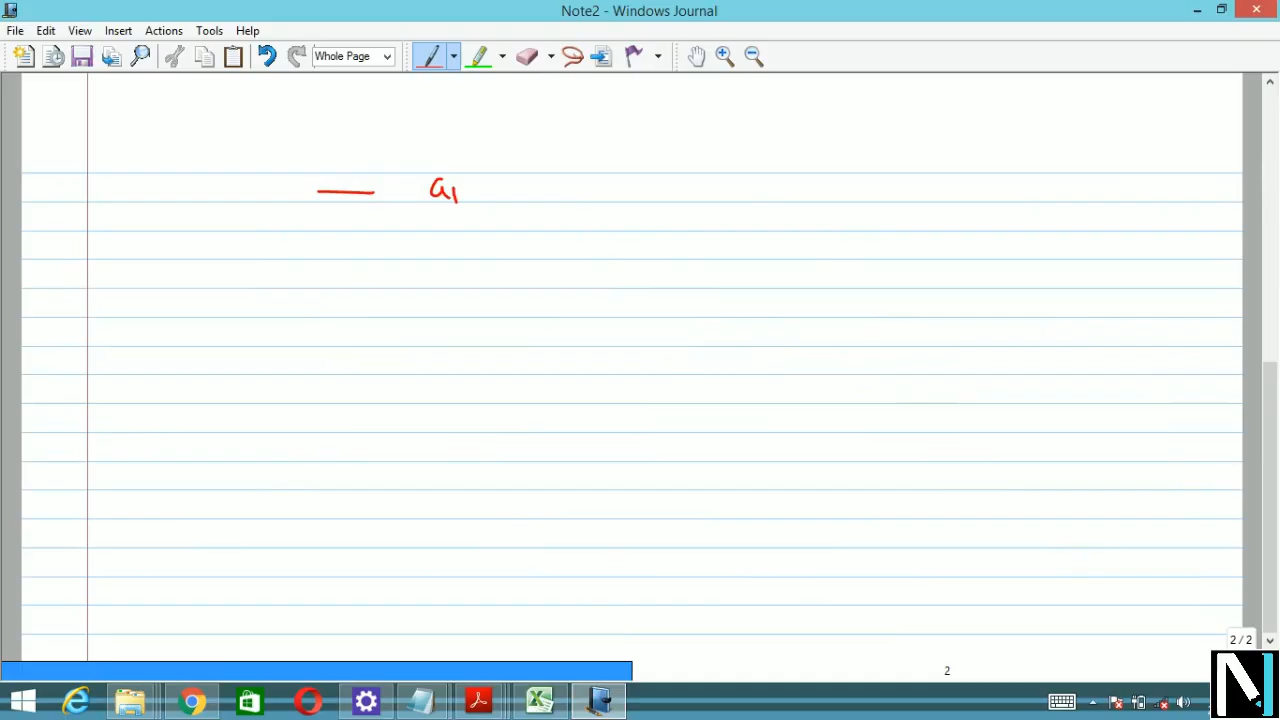 Note2 - Windows Journal
File Edit View Insert Actions Tools Help
Whole Page
— a₁
2 / 2
2
N